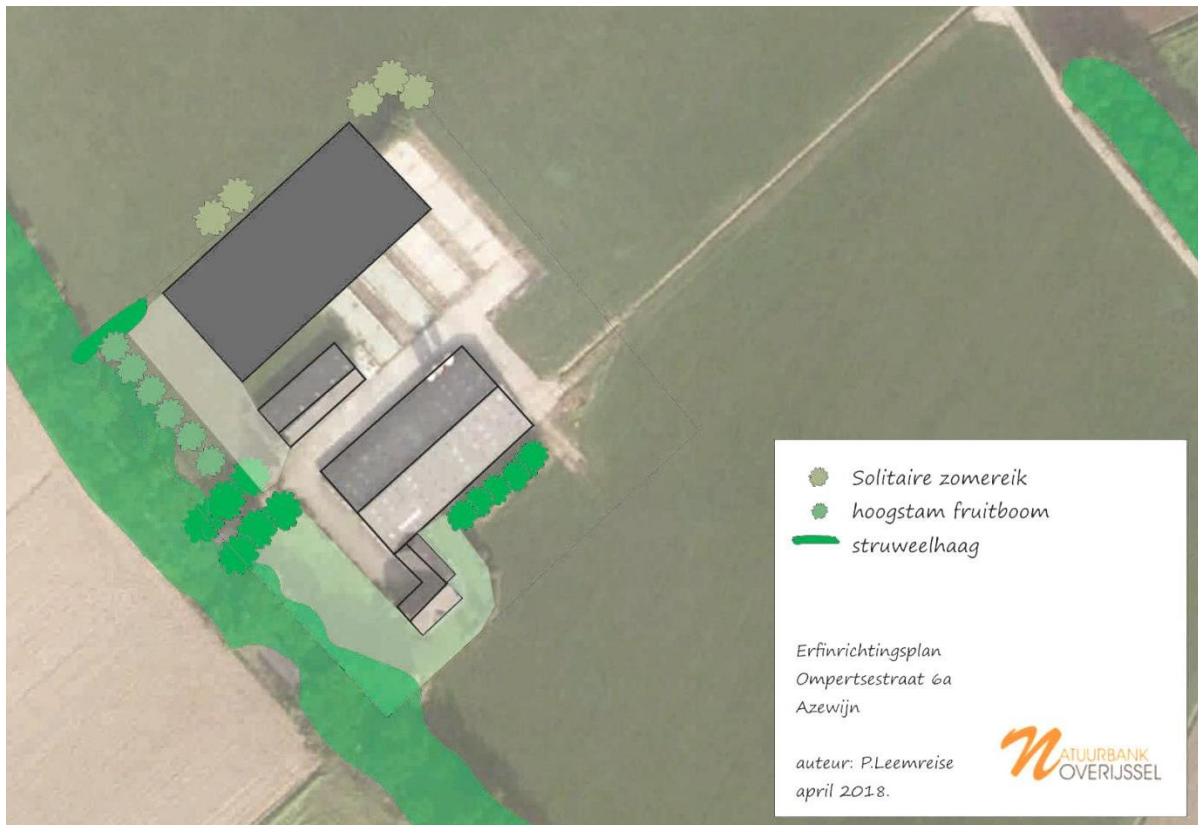 Solitaire zomereik
hoogstam fruitboom
struweelhaag
Erfinrichtingsplan
Ompertsestraat 6a
Azewijn
auteur: P.Leemreise
april 2018.
NATUURBANK
OVERIJSSEL